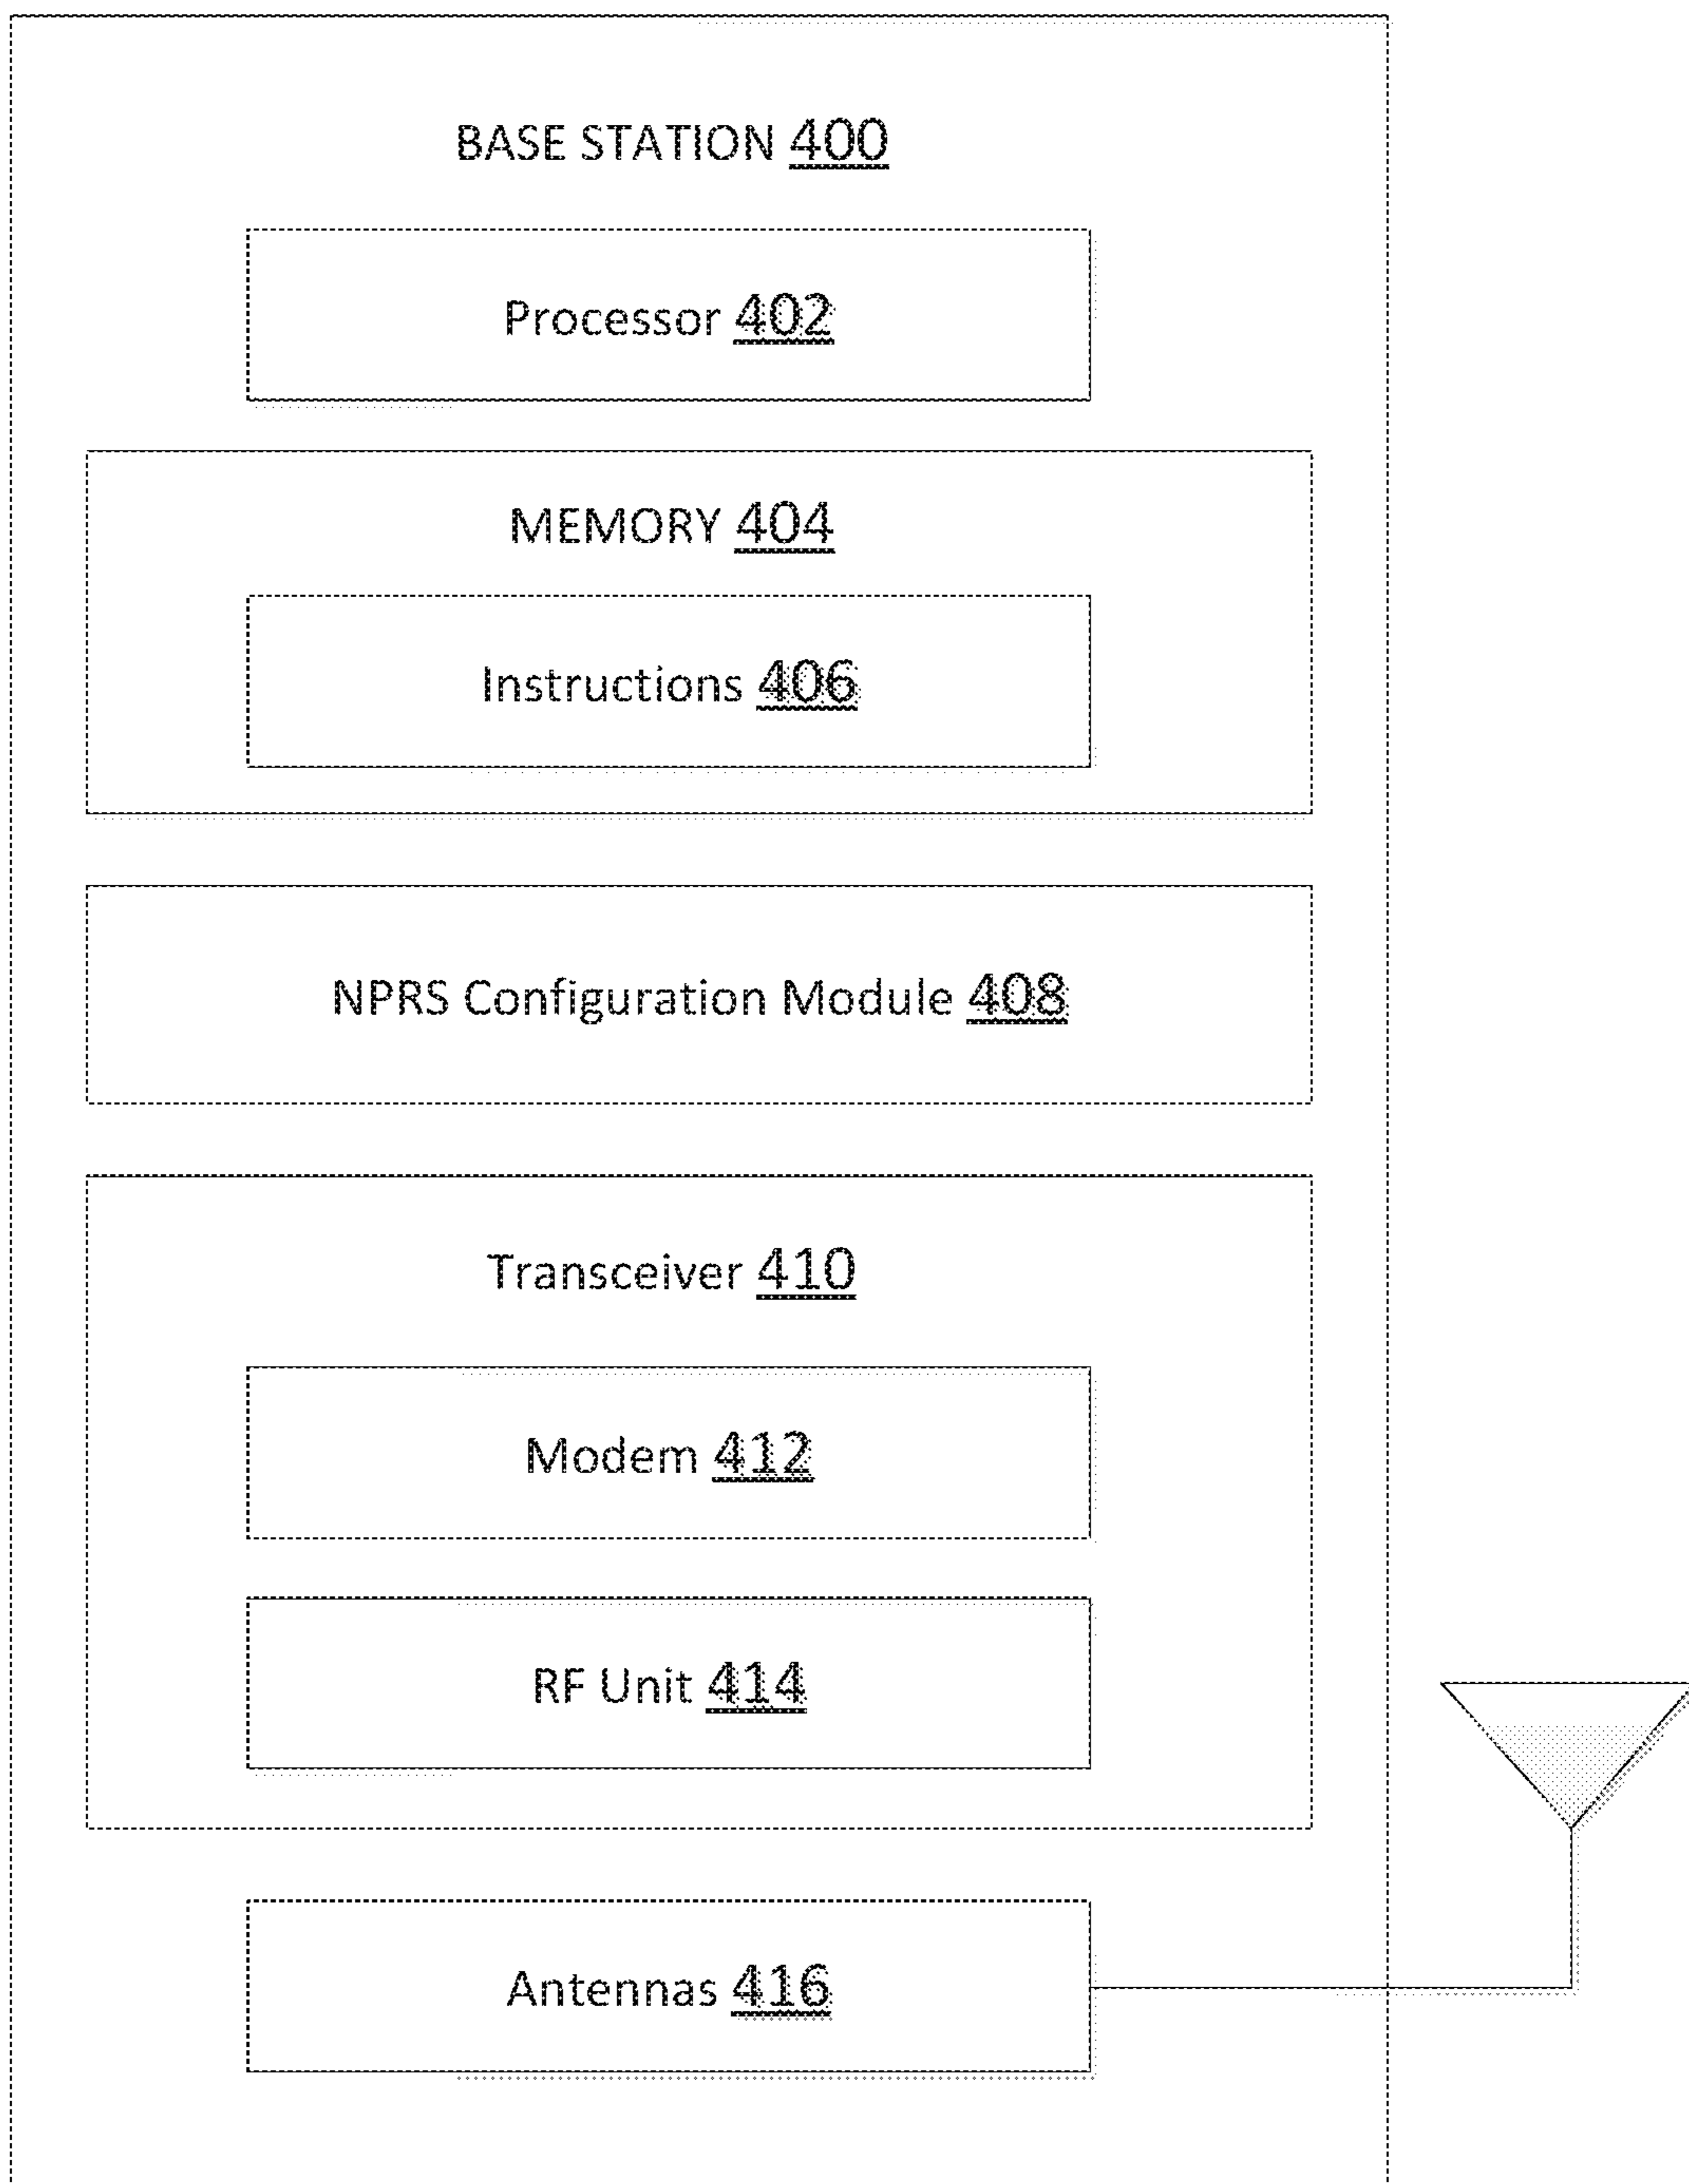 BASE STATION 400
Processor 402
MEMORY 404
Instructions 406
NPRS Configuration Module 408
Transceiver 410
Modem 412
RF Unit 414
Antennas 416